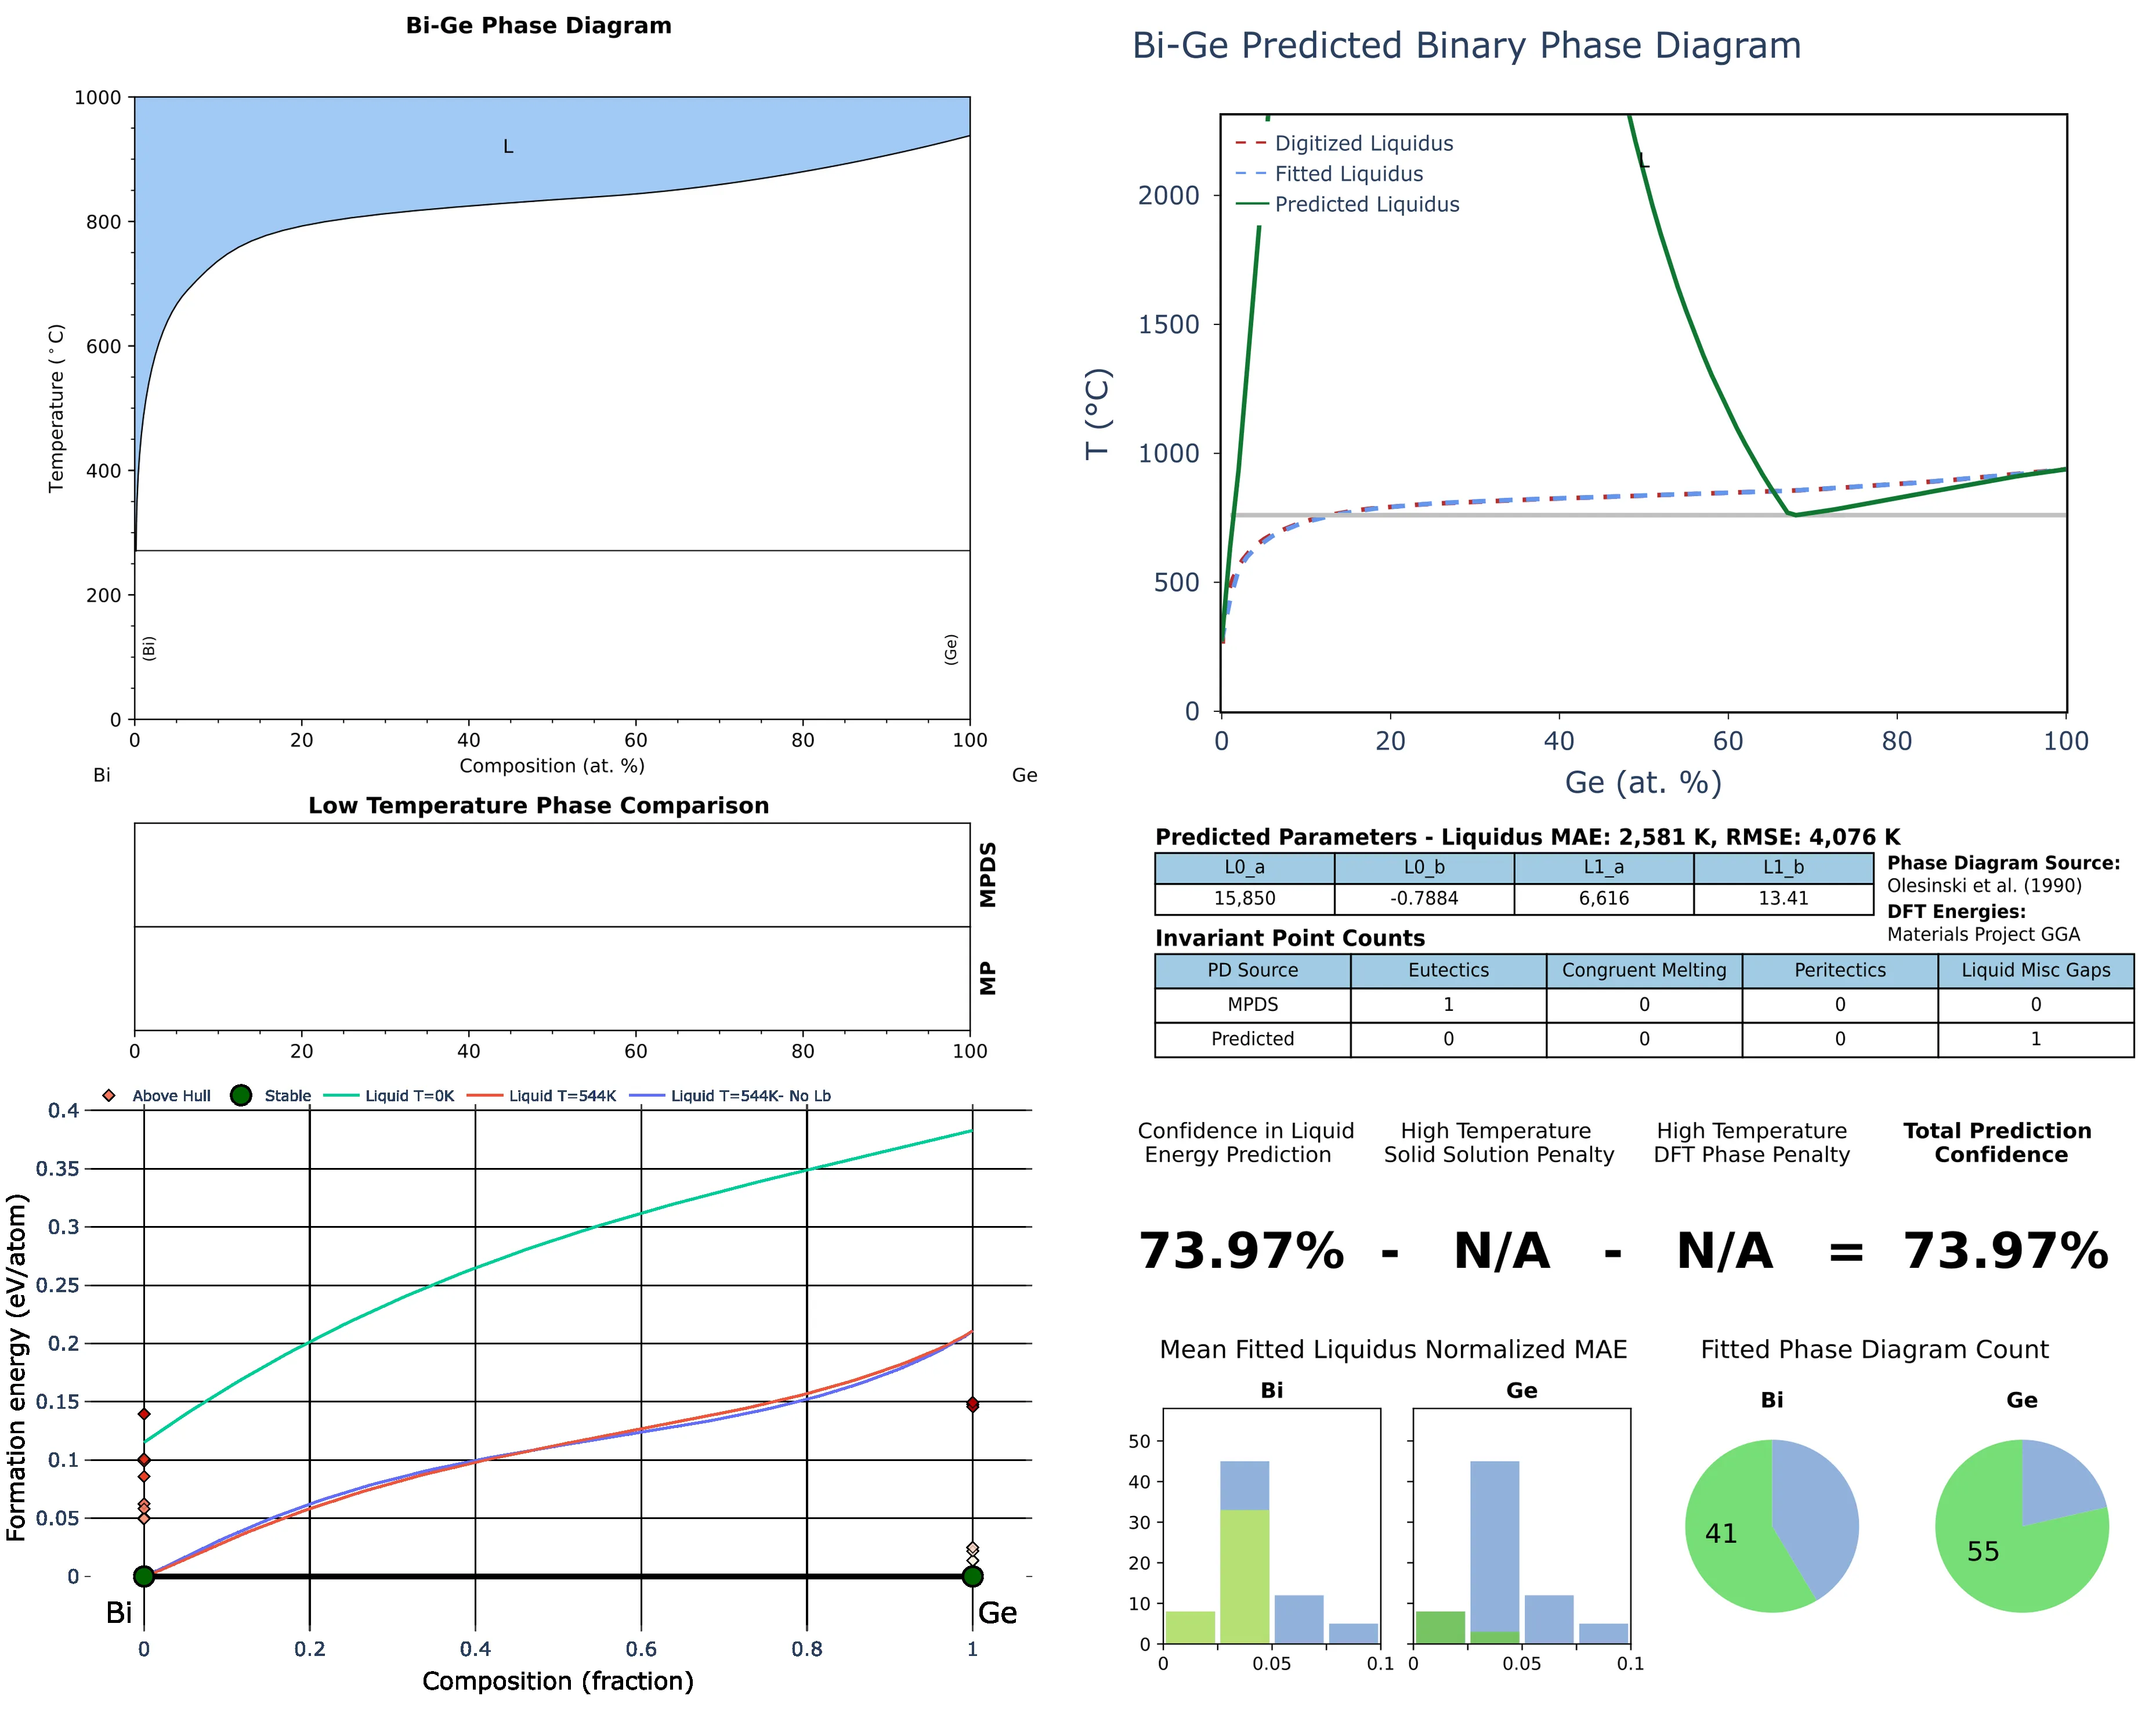 Bi-Ge Phase Diagram
1000
800
600
400
200
0
Temperature (°C)
L
(Bi)
(Ge)
0 20 40 60 80 100
Composition (at. %)
Bi Ge
Low Temperature Phase Comparison
MPDS
MP
0 20 40 60 80 100
Above Hull Stable Liquid T=0K Liquid T=544K Liquid T=544K- No Lb
0.4
0.35
0.3
0.25
0.2
0.15
0.1
0.05
0
Formation energy (eV/atom)
Bi Ge
0 0.2 0.4 0.6 0.8 1
Composition (fraction)
Bi-Ge Predicted Binary Phase Diagram
Digitized Liquidus
Fitted Liquidus
Predicted Liquidus
L
2000
1500
1000
500
0
T (°C)
0 20 40 60 80 100
Ge (at. %)
Predicted Parameters - Liquidus MAE: 2,581 K, RMSE: 4,076 K
L0_a L0_b L1_a L1_b
15,850 -0.7884 6,616 13.41
Phase Diagram Source:
Olesinski et al. (1990)
DFT Energies:
Materials Project GGA
Invariant Point Counts
PD Source Eutectics Congruent Melting Peritectics Liquid Misc Gaps
MPDS 1 0 0 0
Predicted 0 0 0 1
Confidence in Liquid
Energy Prediction
High Temperature
Solid Solution Penalty
High Temperature
DFT Phase Penalty
Total Prediction
Confidence
73.97% - N/A - N/A = 73.97%
Mean Fitted Liquidus Normalized MAE
Bi Ge
50
40
30
20
10
0
0 0.05 0.1 0 0.05 0.1
Fitted Phase Diagram Count
Bi Ge
41 55